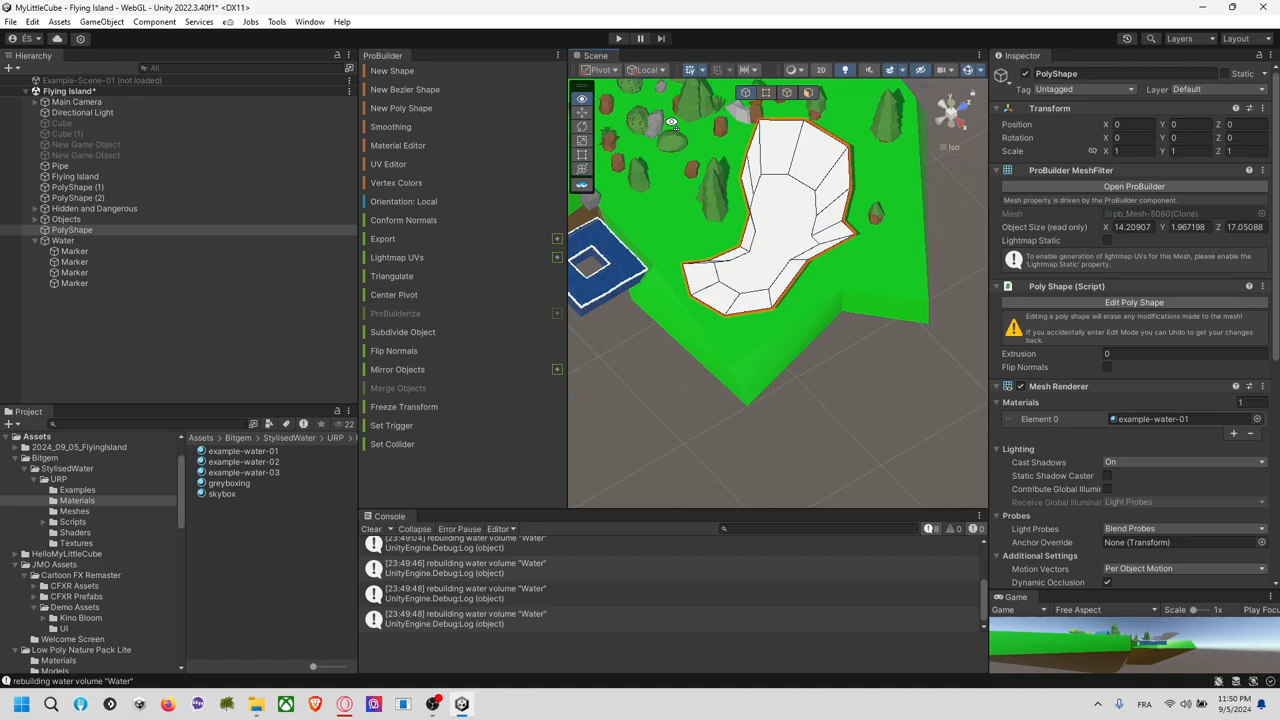 MyLittleCube - Flying Island - WebGL - Unity 2022.3.40f1* <DX11>
File Edit Assets GameObject Component Services Jobs Tools Window Help
ÉS
Layers Layout
Hierarchy
All
Example-Scene-01 (not loaded)
Flying Island*
Main Camera
Directional Light
Cube
Cube (1)
New Game Object
New Game Object
Pipe
Flying Island
PolyShape (1)
PolyShape (2)
Hidden and Dangerous
Objects
PolyShape
Water
Marker
Marker
Marker
Marker
ProBuilder
New Shape
New Bezier Shape
New Poly Shape
Smoothing
Material Editor
UV Editor
Vertex Colors
Orientation: Local
Conform Normals
Export
Lightmap UVs
Triangulate
Center Pivot
ProBuilderize
Subdivide Object
Flip Normals
Mirror Objects
Merge Objects
Freeze Transform
Set Trigger
Set Collider
Scene
Pivot Local 2D
Iso
Inspector
PolyShape Static
Tag Untagged Layer Default
Transform
Position X 0 Y 0 Z 0
Rotation X 0 Y 0 Z 0
Scale X 1 Y 1 Z 1
ProBuilder MeshFilter
Open ProBuilder
Mesh property is driven by the ProBuilder component.
Mesh pb_Mesh-5060(Clone)
Object Size (read only) X 14.20907 Y 1.967198 Z 17.05088
Lightmap Static
To enable generation of lightmap UVs for this Mesh, please enable the
'Lightmap Static' property.
Poly Shape (Script)
Edit Poly Shape
Editing a poly shape will erase any modifications made to the mesh!
If you accidentally enter Edit Mode you can Undo to get your changes
back.
Extrusion 0
Flip Normals
Mesh Renderer
Materials 1
Element 0 example-water-01
Lighting
Cast Shadows On
Static Shadow Caster
Contribute Global Illumir
Receive Global Illuminat Light Probes
Probes
Light Probes Blend Probes
Anchor Override None (Transform)
Additional Settings
Motion Vectors Per Object Motion
Dynamic Occlusion
Game
Game Free Aspect Scale 1x Play Focu
Project
22
Assets
2024_09_05_FlyingIsland
Bitgem
StylisedWater
URP
Examples
Materials
Meshes
Scripts
Shaders
Textures
HelloMyLittleCube
JMO Assets
Cartoon FX Remaster
CFXR Assets
CFXR Prefabs
Demo Assets
Kino Bloom
UI
Welcome Screen
Low Poly Nature Pack Lite
Materials
Models
Assets > Bitgem > StylisedWater > URP >
example-water-01
example-water-02
example-water-03
greyboxing
skybox
Console
Clear Collapse Error Pause Editor 8 0 0
[23:49:04] rebuilding water volume "Water"
UnityEngine.Debug:Log (object)
[23:49:46] rebuilding water volume "Water"
UnityEngine.Debug:Log (object)
[23:49:48] rebuilding water volume "Water"
UnityEngine.Debug:Log (object)
[23:49:48] rebuilding water volume "Water"
UnityEngine.Debug:Log (object)
rebuilding water volume "Water"
FRA
11:50 PM
9/5/2024